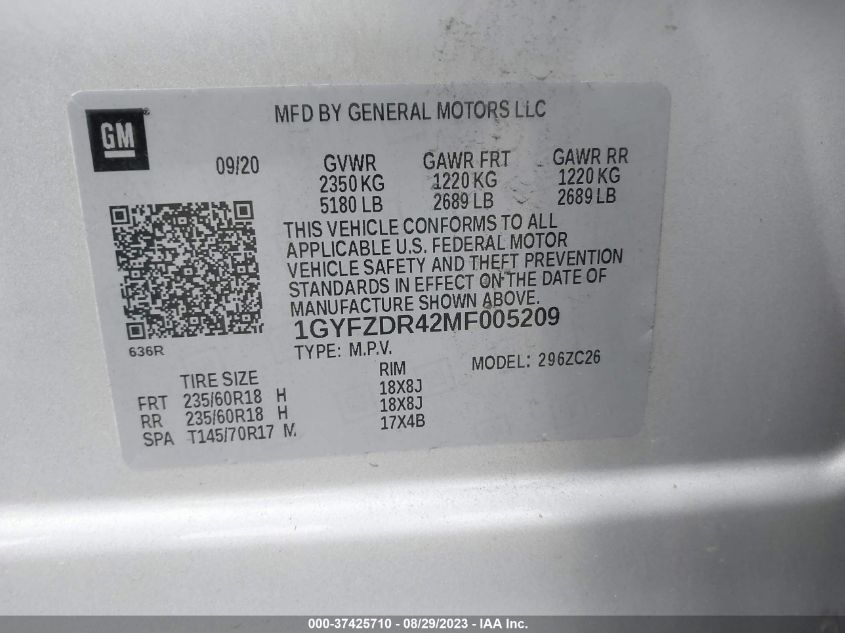 MFD BY GENERAL MOTORS LLC
GM
09/20 GVWR GAWR FRT GAWR RR
2350 KG 1220 KG 1220 KG
5180 LB 2689 LB 2689 LB
THIS VEHICLE CONFORMS TO ALL
APPLICABLE U.S. FEDERAL MOTOR
VEHICLE SAFETY AND THEFT PREVENTION
STANDARDS IN EFFECT ON THE DATE OF
MANUFACTURE SHOWN ABOVE.
1GYFZDR42MF005209
636R
TYPE: M.P.V. MODEL: 296ZC26
TIRE SIZE RIM
FRT 235/60R18 H 18X8J
RR 235/60R18 H 18X8J
SPA T145/70R17 M 17X4B
000-37425710 - 08/29/2023 - IAA Inc.